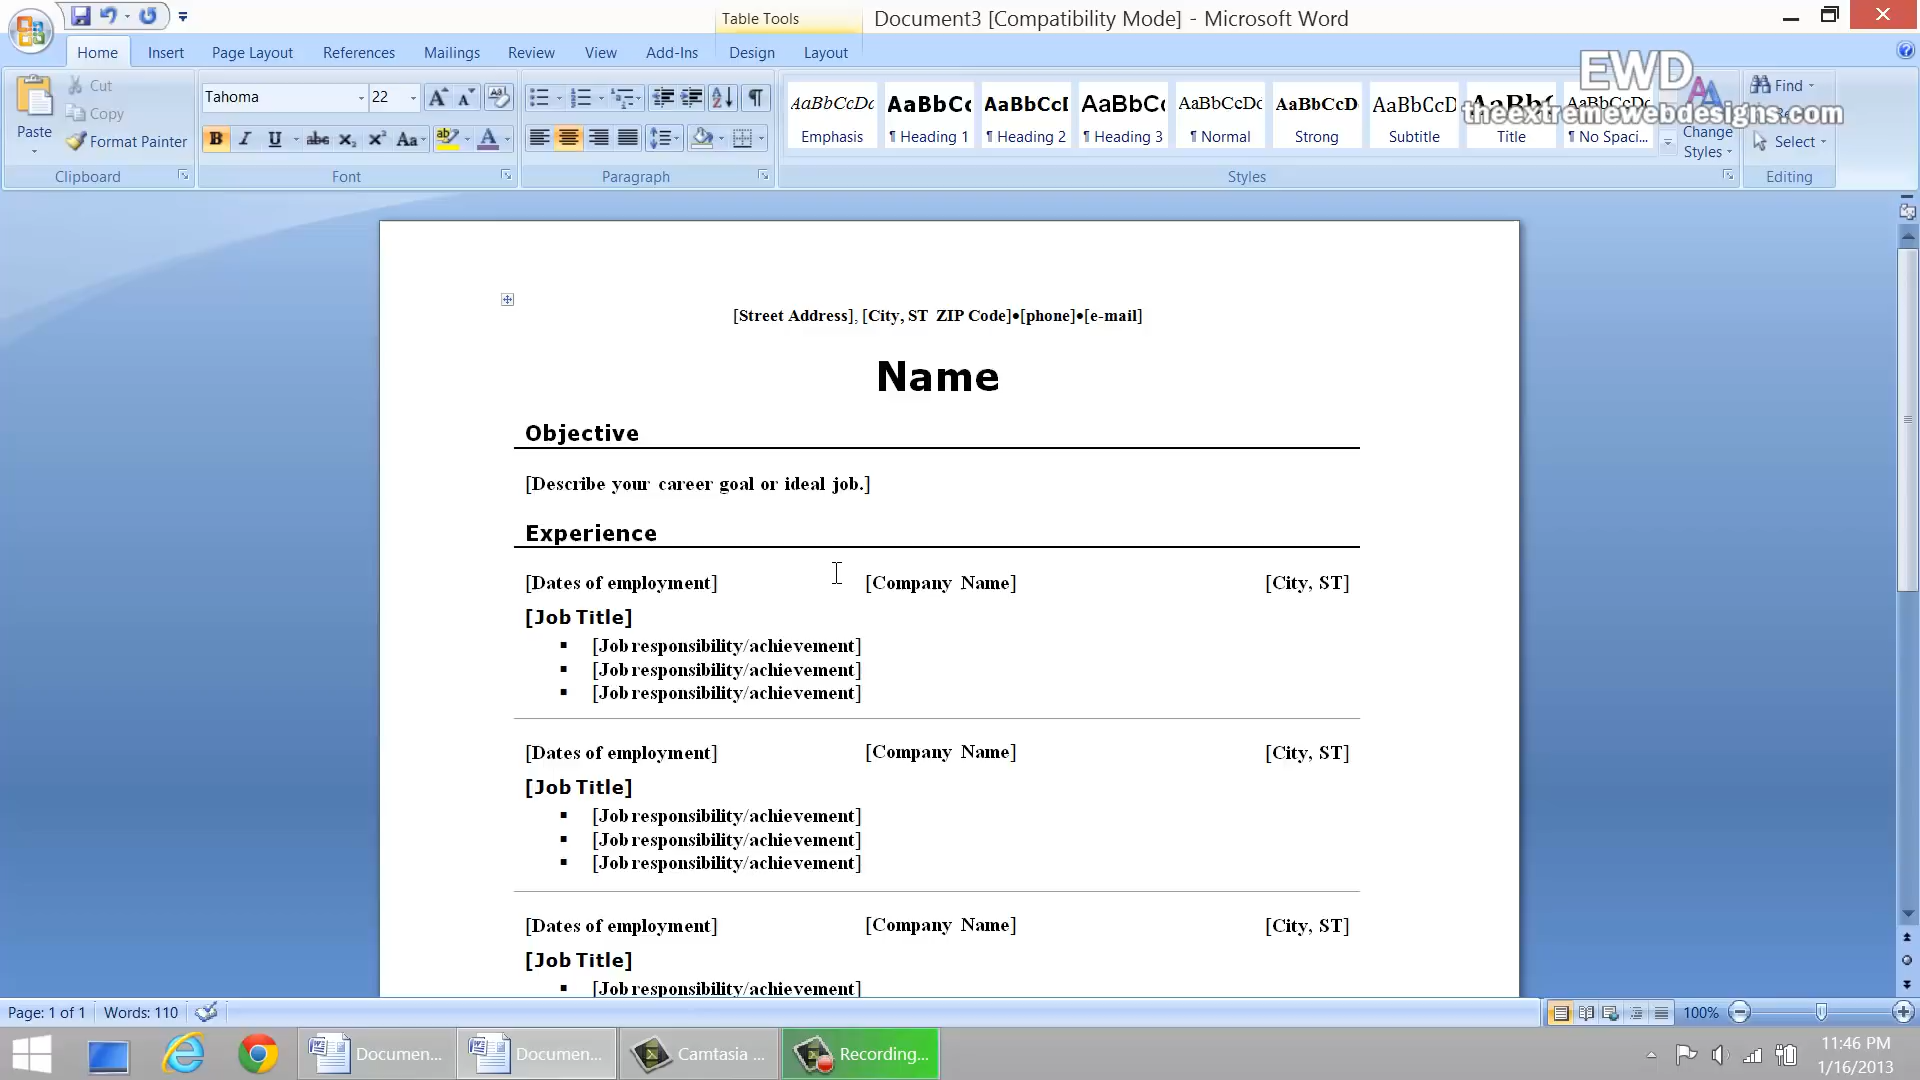 Table Tools
Document3 [Compatibility Mode] - Microsoft Word
Home Insert Page Layout References Mailings Review View Add-Ins Design Layout
EWD
theextremewebdesigns.com
Paste
Cut
Copy
Format Painter
Clipboard
Tahoma 22
B I U abc x₂ x² Aa ab A
Font
Paragraph
AaBbCcDc AaBbCc AaBbCcI AaBbCc AaBbCcDc AaBbCcD AaBbCcD AaBbC AaBbCcDc
Emphasis ¶ Heading 1 ¶ Heading 2 ¶ Heading 3 ¶ Normal Strong Subtitle Title ¶ No Spaci...
Change
Styles
Styles
Find
Select
Editing
[Street Address], [City, ST ZIP Code]•[phone]•[e-mail]
Name
Objective
[Describe your career goal or ideal job.]
Experience
[Dates of employment] [Company Name] [City, ST]
[Job Title]
▪ [Job responsibility/achievement]
▪ [Job responsibility/achievement]
▪ [Job responsibility/achievement]
[Dates of employment] [Company Name] [City, ST]
[Job Title]
▪ [Job responsibility/achievement]
▪ [Job responsibility/achievement]
▪ [Job responsibility/achievement]
[Dates of employment] [Company Name] [City, ST]
[Job Title]
▪ [Job responsibility/achievement]
Page: 1 of 1 Words: 110 100%
Documen... Documen... Camtasia ... Recording...
11:46 PM
1/16/2013